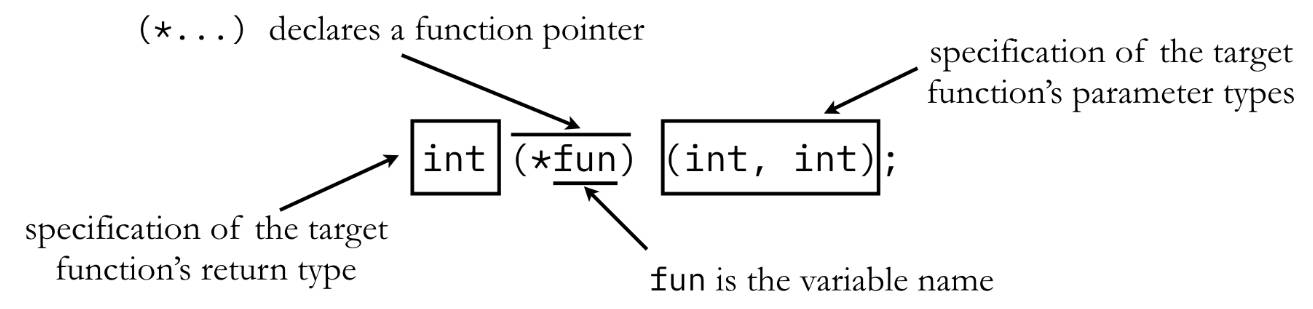 (*...) declares a function pointer
specification of the target
function’s parameter types
int (*fun) (int, int);
specification of the target
function’s return type
fun is the variable name